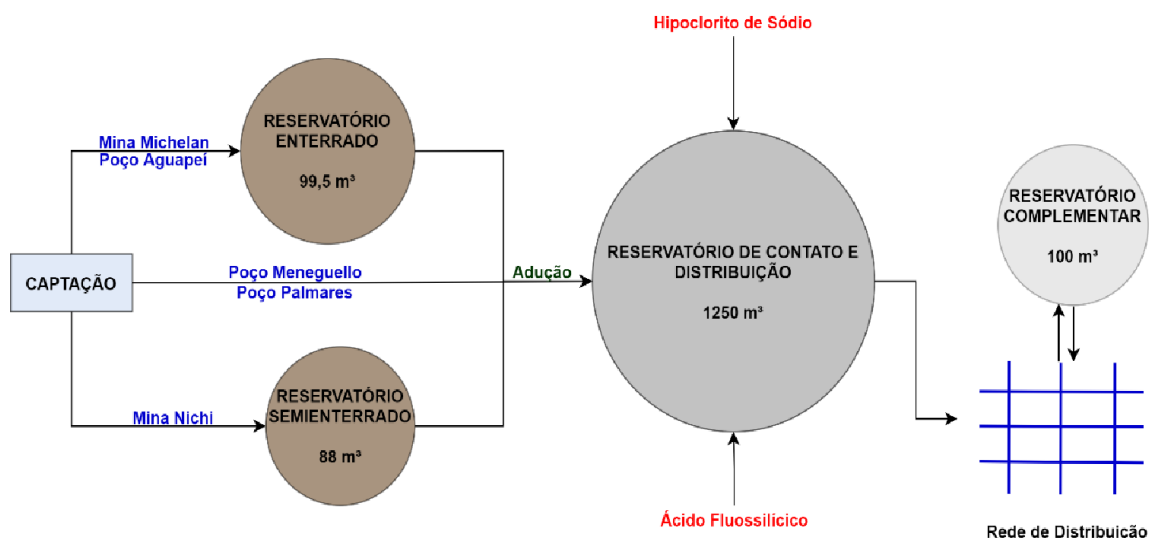 Hipoclorito de Sódio
RESERVATÓRIO
ENTERRADO
99,5 m³
Mina Michelan
Poço Aguapeí
CAPTAÇÃO
Poço Meneguello
Poço Palmares
Adução
RESERVATÓRIO DE CONTATO E
DISTRIBUIÇÃO
1250 m³
RESERVATÓRIO
COMPLEMENTAR
100 m³
Mina Nichi
RESERVATÓRIO
SEMIENTERRADO
88 m³
Ácido Fluossilícico
Rede de Distribuicão